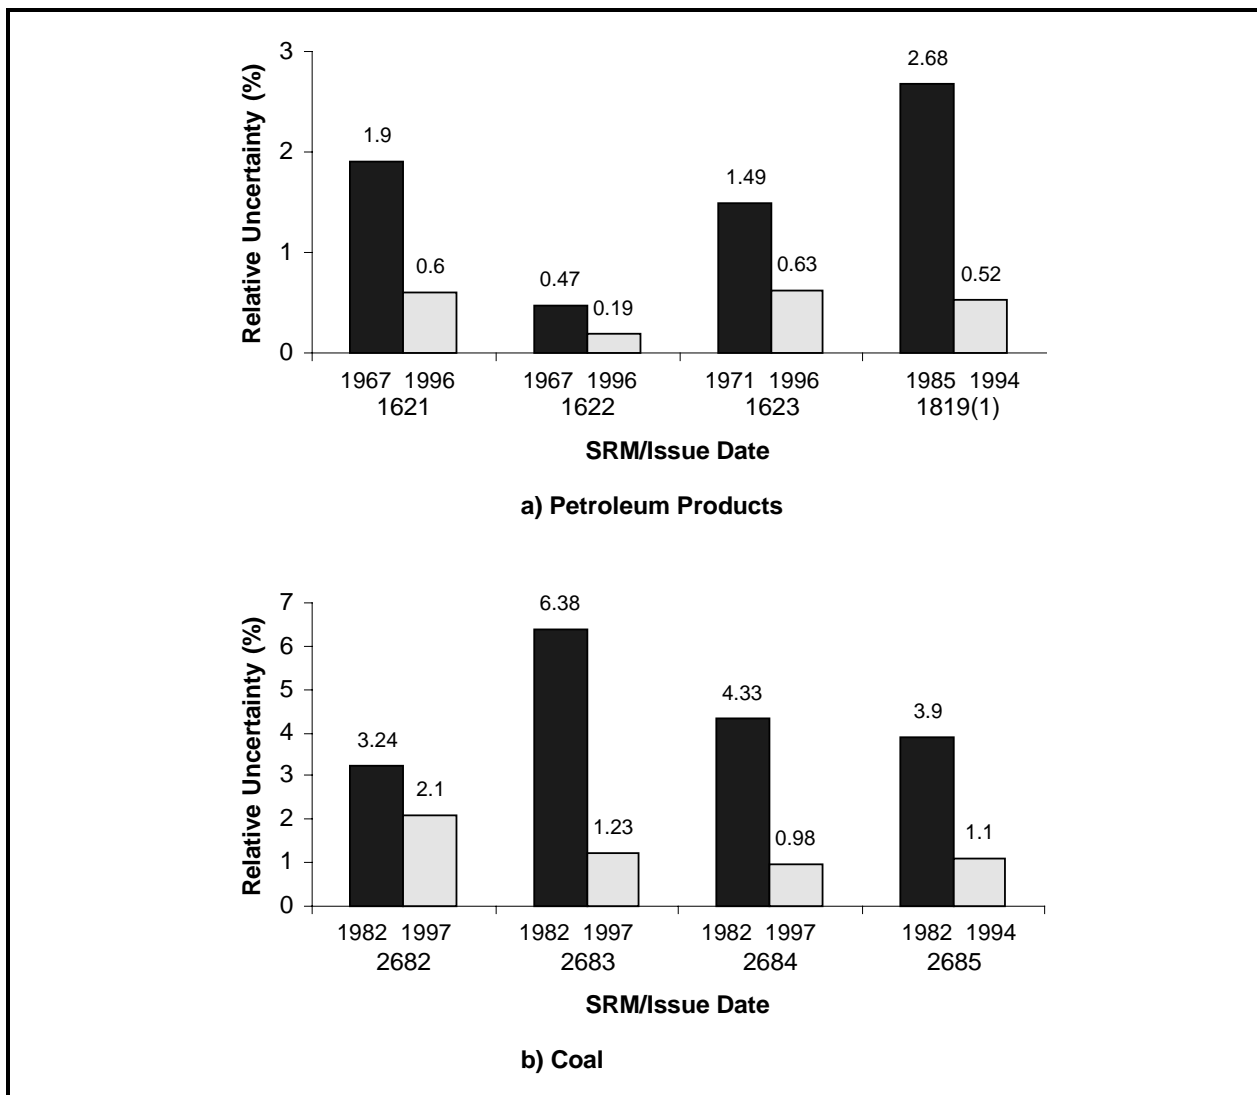 3
2.68
Relative Uncertainty (%)
2
1.9
1.49
1
0.6
0.47
0.63
0.52
0.19
0
1967 1996 1967 1996 1971 1996 1985 1994
1621 1622 1623 1819(1)
SRM/Issue Date
a) Petroleum Products
7
6.38
Relative Uncertainty (%)
6
5
4.33
4
3.9
3.24
3
2.1
2
1.23
0.98
1.1
1
0
1982 1997 1982 1997 1982 1997 1982 1994
2682 2683 2684 2685
SRM/Issue Date
b) Coal